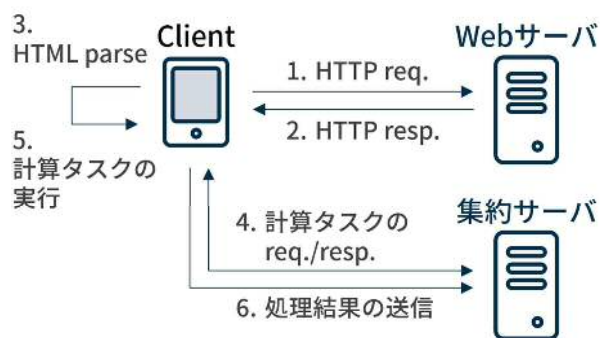 3.
HTML parse
Client
Webサーバ
1. HTTP req.
2. HTTP resp.
5.
計算タスクの
実行
4. 計算タスクの
req./resp.
集約サーバ
6. 処理結果の送信